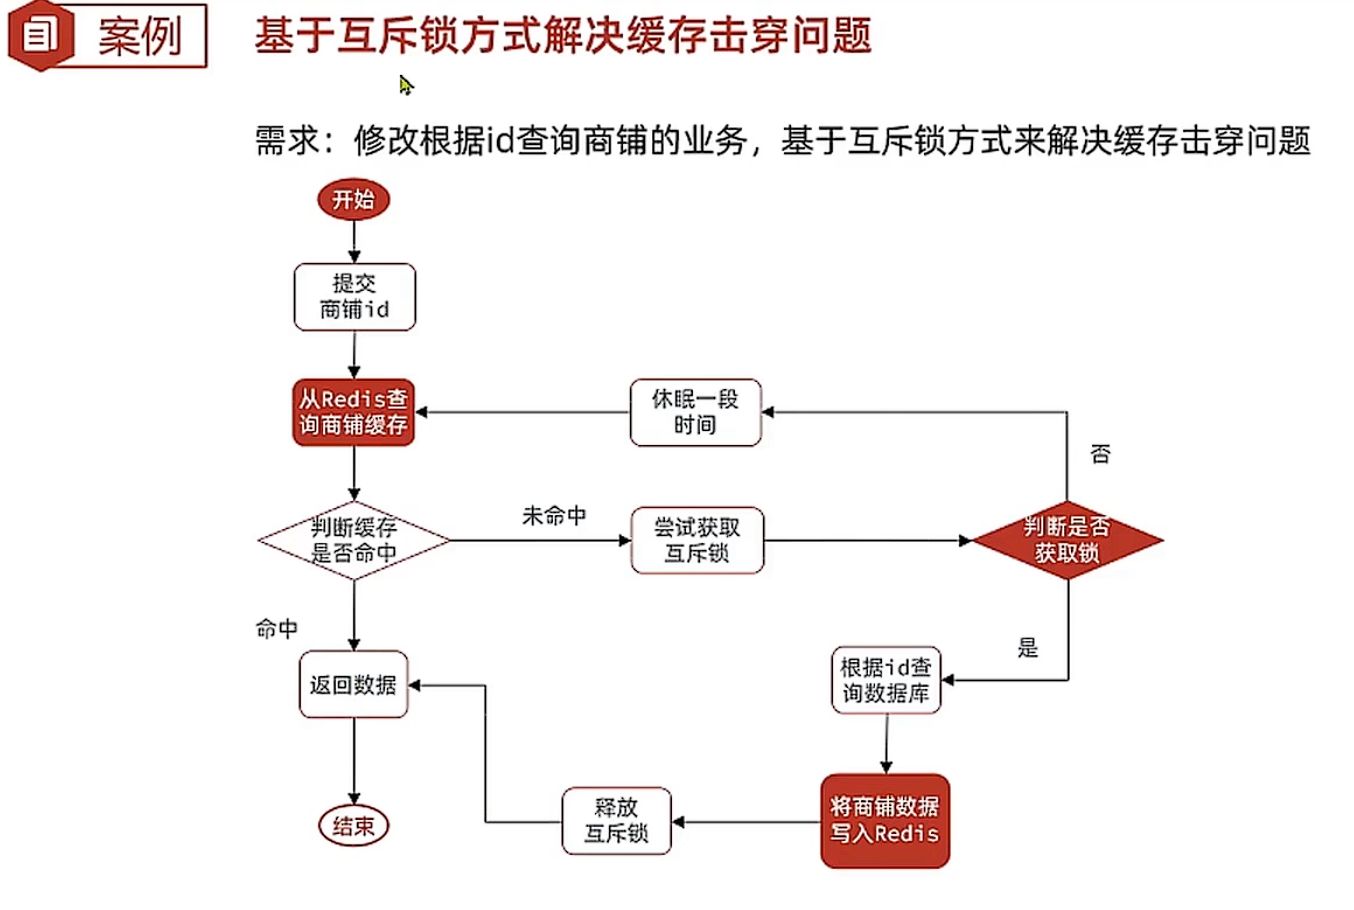 案例
基于互斥锁方式解决缓存击穿问题
需求：修改根据id查询商铺的业务，基于互斥锁方式来解决缓存击穿问题
开始
提交
商铺id
从Redis查
询商铺缓存
休眠一段
时间
否
判断缓存
是否命中
未命中
尝试获取
互斥锁
判断是否
获取锁
命中
是
返回数据
根据id查
询数据库
结束
释放
互斥锁
将商铺数据
写入Redis